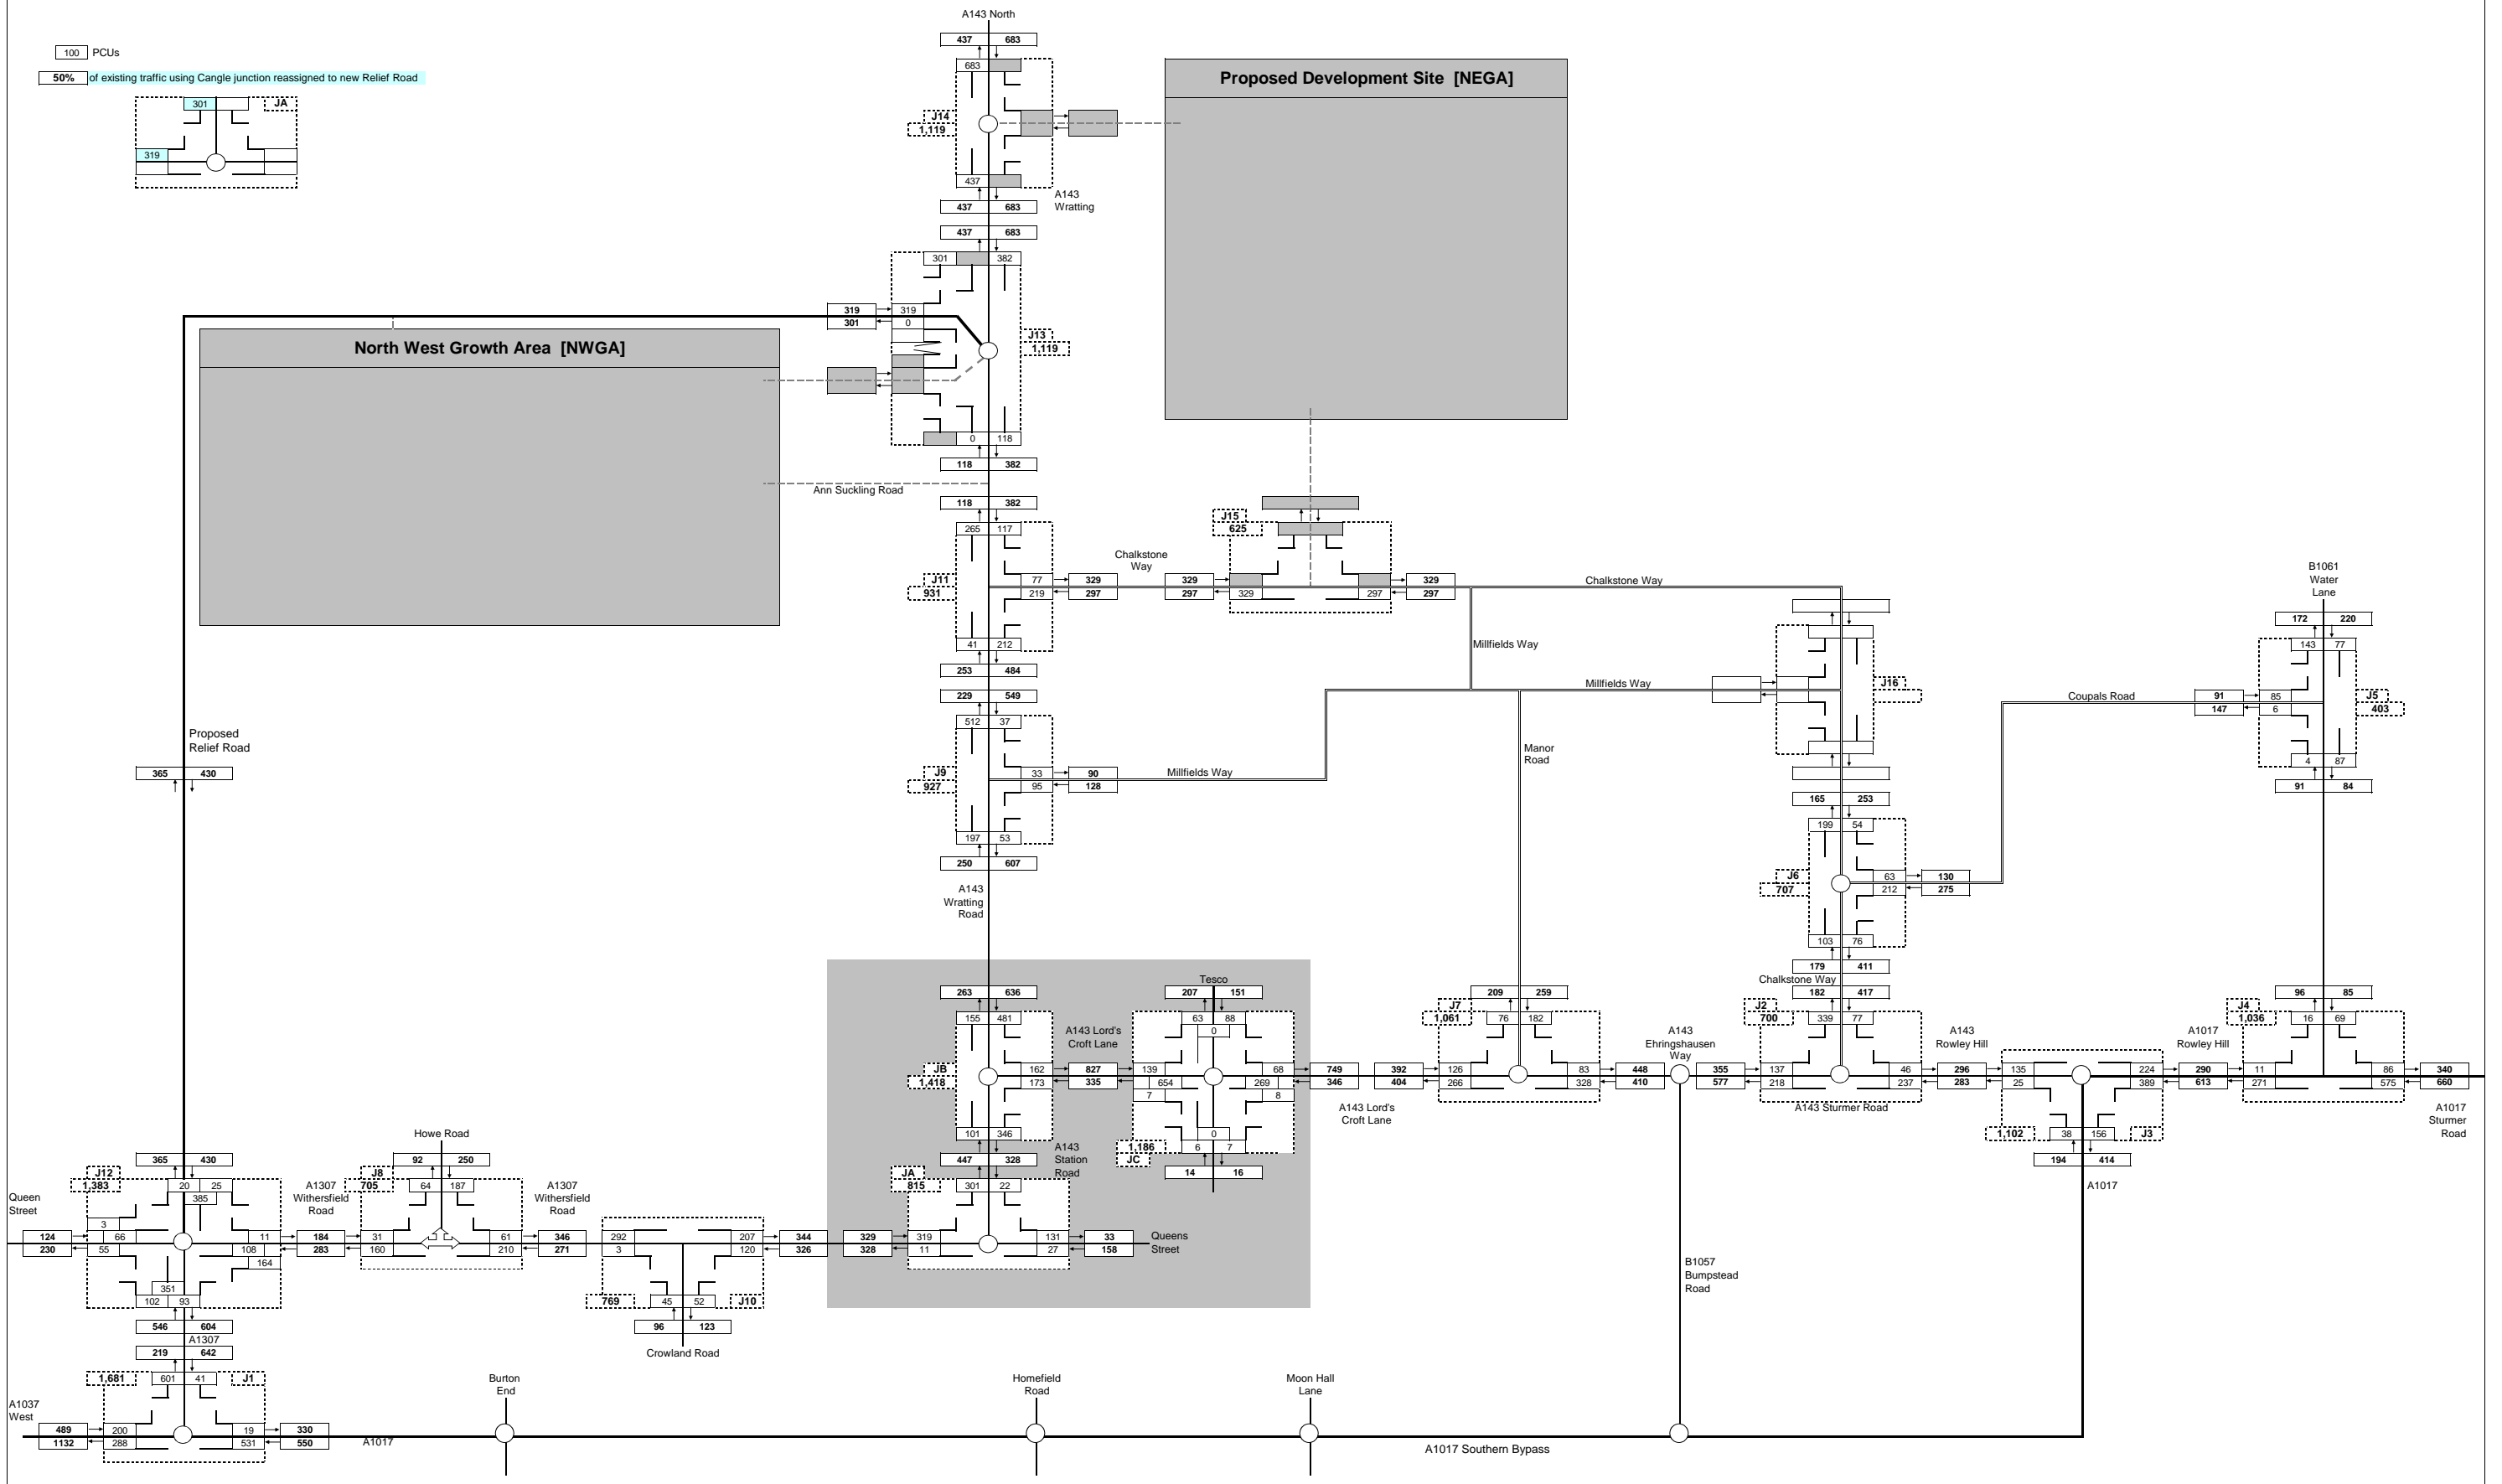 A143 North
437 683
100 PCUs
50% of existing traffic using Cangle junction reassigned to new Relief Road
301 JA
319
683
J14
1,119
437
A143
Wratting
437 683
Proposed Development Site [NEGA]
437 683
301 382
319 319
301 0
J13
1,119
0 118
118 382
North West Growth Area [NWGA]
Ann Suckling Road
118 382
265 117
J11
931
77 329
219 297
41 212
253 484
Chalkstone
Way
J15
625
329 329
297 329 297 297
Chalkstone Way
Millfields Way
Millfields Way
J16
B1061
Water
Lane
172 220
143 77
Coupals Road
91 85
147 6
J5
403
4 87
91 84
229 549
512 37
J9
927
33 90
95 128
Millfields Way
197 53
250 607
A143
Wratting
Road
Proposed
Relief Road
365 430
Manor
Road
165 253
199 54
J6
707
63 130
212 275
103 76
179 411
Chalkstone Way
263 636
155 481
JB
1,418
162 827
173 335
101 346
447 328
A143 Lord's
Croft Lane
A143
Station
Road
Tesco
207 151
63 88
0
139 68 749
654 269 346
7 8
0
6 7
14 16
1,186
JC
A143 Lord's
Croft Lane
209 259
J7
1,061
76 182
392 126 83 448
404 266 328 410
A143
Ehringshausen
Way
182 417
J2
700
339 77
355 137 46 296
577 218 237 283
A143 Sturmer Road
A143
Rowley Hill
135 224
25 389
1,102 38 156 J3
194 414
A1017
A1017
Rowley Hill
290
613
96 85
J4
1,036
16 69
11 86 340
271 575 660
A1017
Sturmer
Road
Queen
Street
365 430
J12
1,383
20 25
385
3
124 66 11
230 55 108
164
351
102 93
546 604
A1307
A1307
Withersfield
Road
184
283
Howe Road
92 250
J8
705
64 187
31 61
160 210
A1307
Withersfield
Road
346
271
292 207 344
3 120 326
769 45 52 J10
96 123
Crowland Road
JA
815
301 22
329 319 131 33
328 11 27 158
Queens
Street
B1057
Bumpstead
Road
219 642
1,681 601 41 J1
A1037
West
489 200 19 330
1132 288 531 550
A1017
Burton
End
Homefield
Road
Moon Hall
Lane
A1017 Southern Bypass